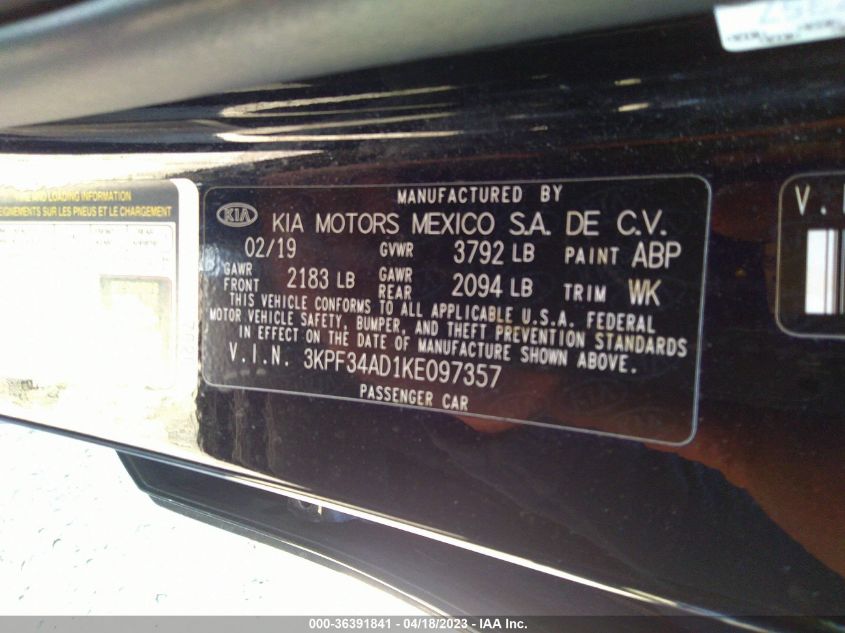 AND LOADING INFORMATION
SUR LES PNEUS ET LE CHARGEMENT
MANUFACTURED BY
KIA KIA MOTORS MEXICO S.A. DE C.V.
02/19 GVWR 3792 LB PAINT ABP
GAWR FRONT 2183 LB GAWR REAR 2094 LB TRIM WK
THIS VEHICLE CONFORMS TO ALL APPLICABLE U.S.A. FEDERAL
MOTOR VEHICLE SAFETY, BUMPER, AND THEFT PREVENTION STANDARDS
IN EFFECT ON THE DATE OF MANUFACTURE SHOWN ABOVE.
V.I.N. 3KPF34AD1KE097357
PASSENGER CAR
000-36391841 - 04/18/2023 - IAA Inc.